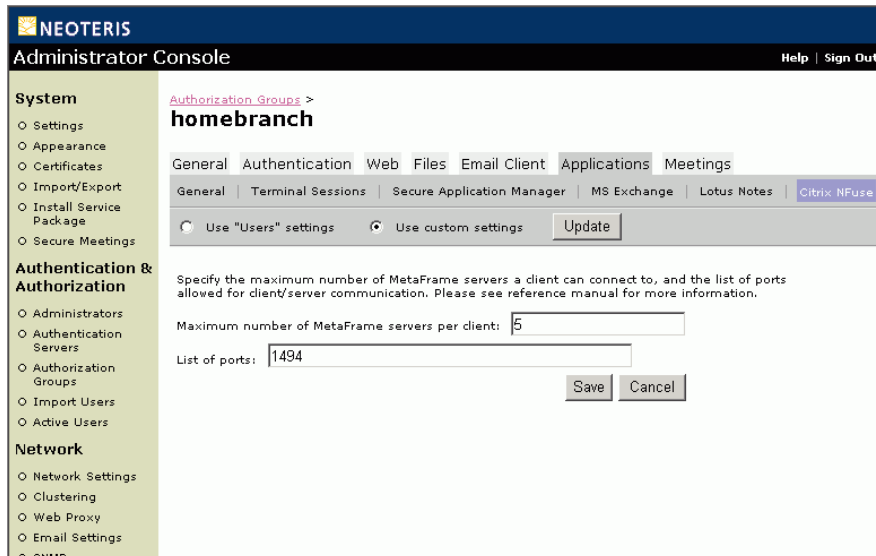 NEOTERIS
Administrator Console
Help | Sign Out
System
Settings
Appearance
Certificates
Import/Export
Install Service
Package
Secure Meetings
Authentication &
Authorization
Administrators
Authentication
Servers
Authorization
Groups
Import Users
Active Users
Network
Network Settings
Clustering
Web Proxy
Email Settings
Authorization Groups >
homebranch
General Authentication Web Files Email Client Applications Meetings
General | Terminal Sessions | Secure Application Manager | MS Exchange | Lotus Notes | Citrix NFuse
Use "Users" settings Use custom settings Update
Specify the maximum number of MetaFrame servers a client can connect to, and the list of ports
allowed for client/server communication. Please see reference manual for more information.
Maximum number of MetaFrame servers per client: 5
List of ports: 1494
Save Cancel